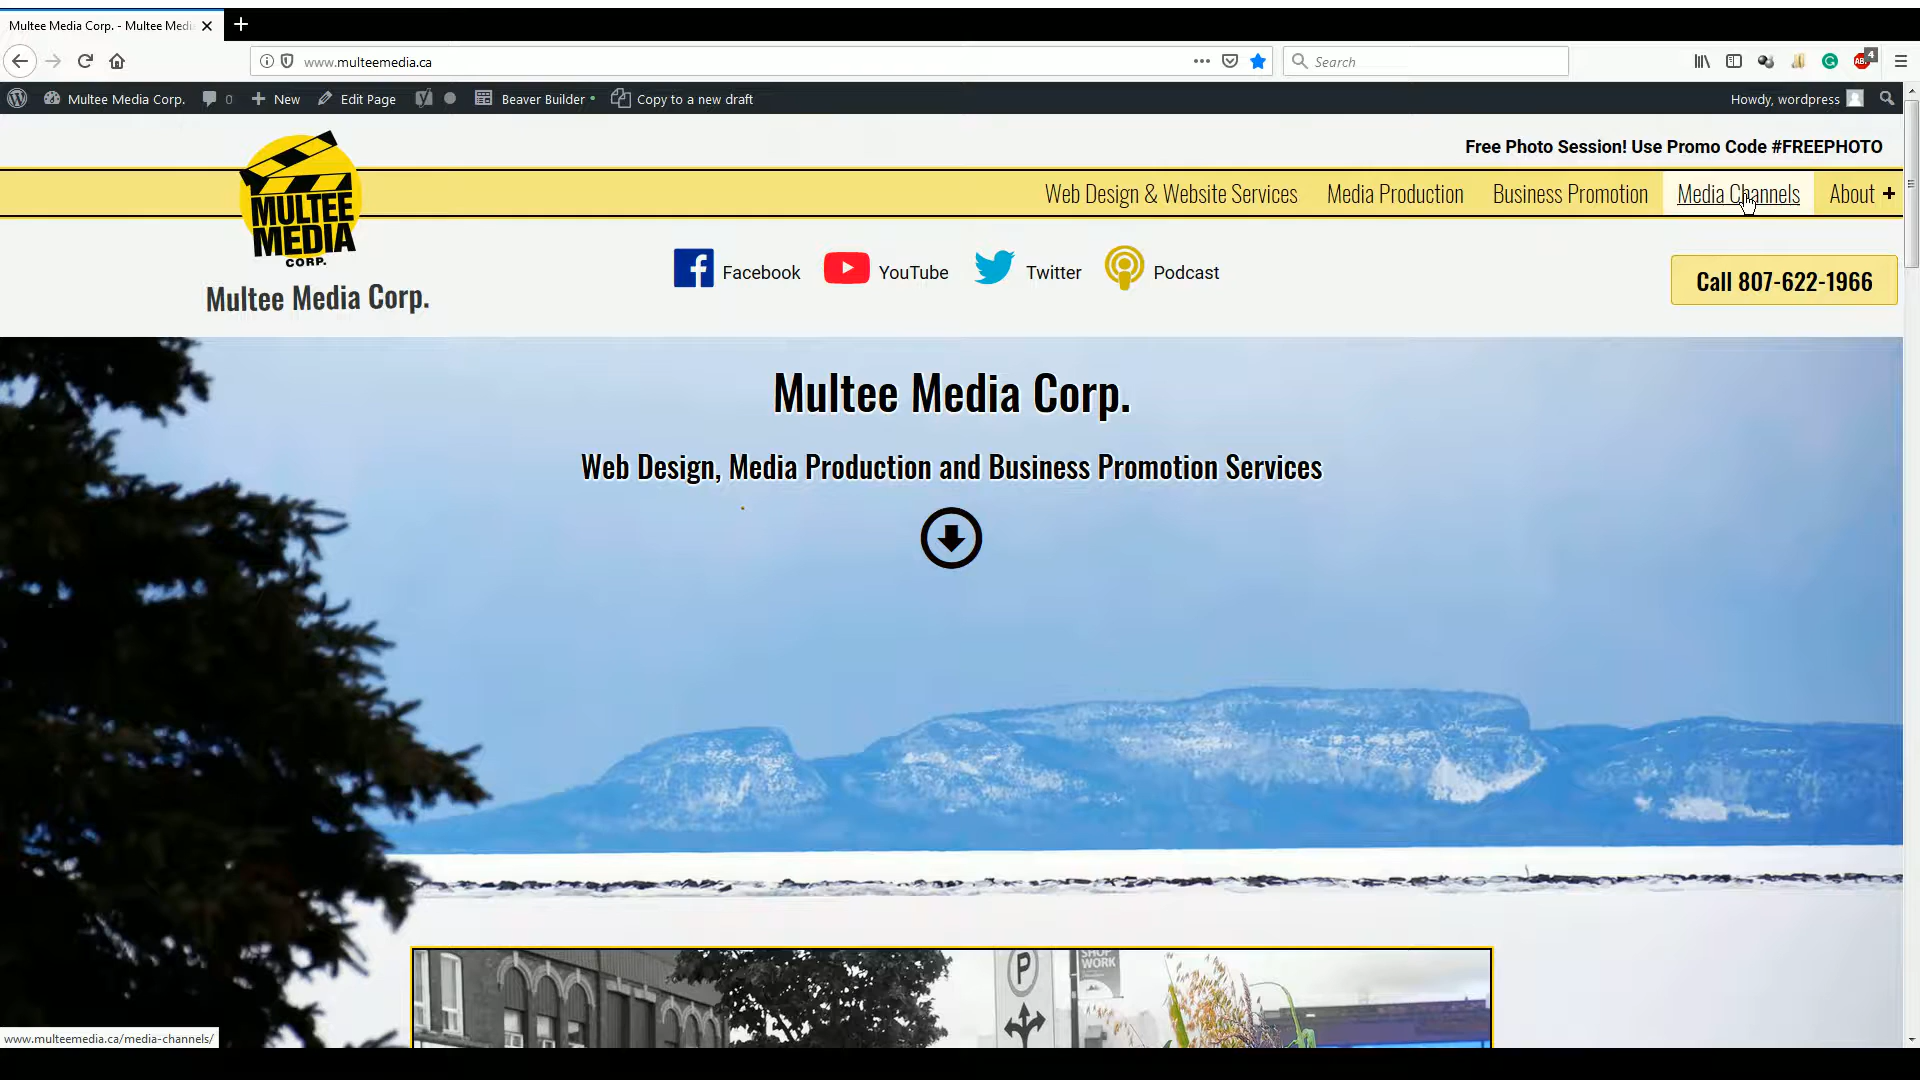 Multee Media Corp. - Multee Medi
www.multeemedia.ca
Search
4
Multee Media Corp.
0
New
Edit Page
Beaver Builder
Copy to a new draft
Howdy, wordpress
Free Photo Session! Use Promo Code #FREEPHOTO
MULTEE
MEDIA
CORP.
Multee Media Corp.
Web Design & Website Services
Media Production
Business Promotion
Media Channels
About
Facebook
YouTube
Twitter
Podcast
Call 807-622-1966
Multee Media Corp.
Web Design, Media Production and Business Promotion Services
P
SHOP
WORK
www.multeemedia.ca/media-channels/